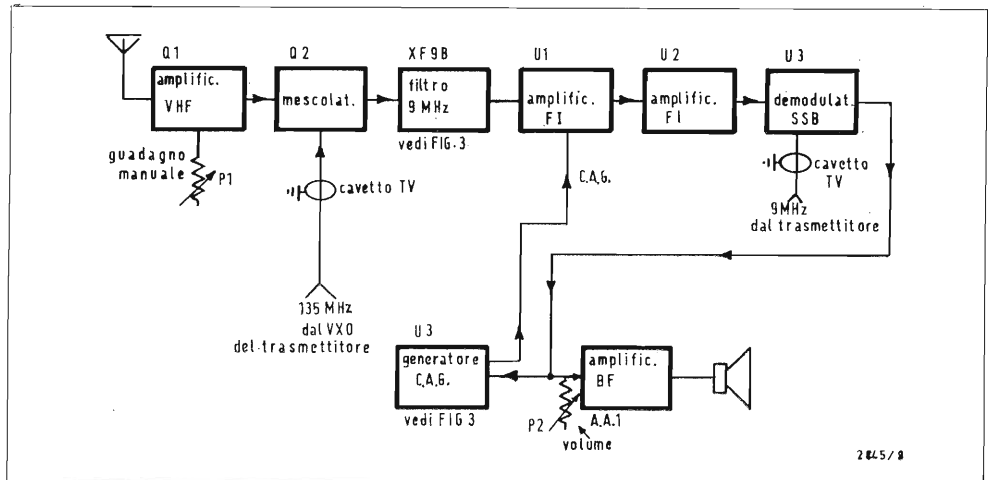 Q1
amplific.
VHF
guadagno
manuale
P1
Q2
mescolat.
cavetto TV
135 MHz
dal VXO
del trasmettitore
XF9B
filtro
9 MHz
vedi FIG.3
U1
amplific.
FI
C.A.G.
U2
amplific.
FI
U3
demodulat.
SSB
cavetto
TV
9MHz
dal trasmettitore
U3
generatore
C.A.G.
vedi FIG3
amplific.
BF
A.A.1
P2
volume
2845/8